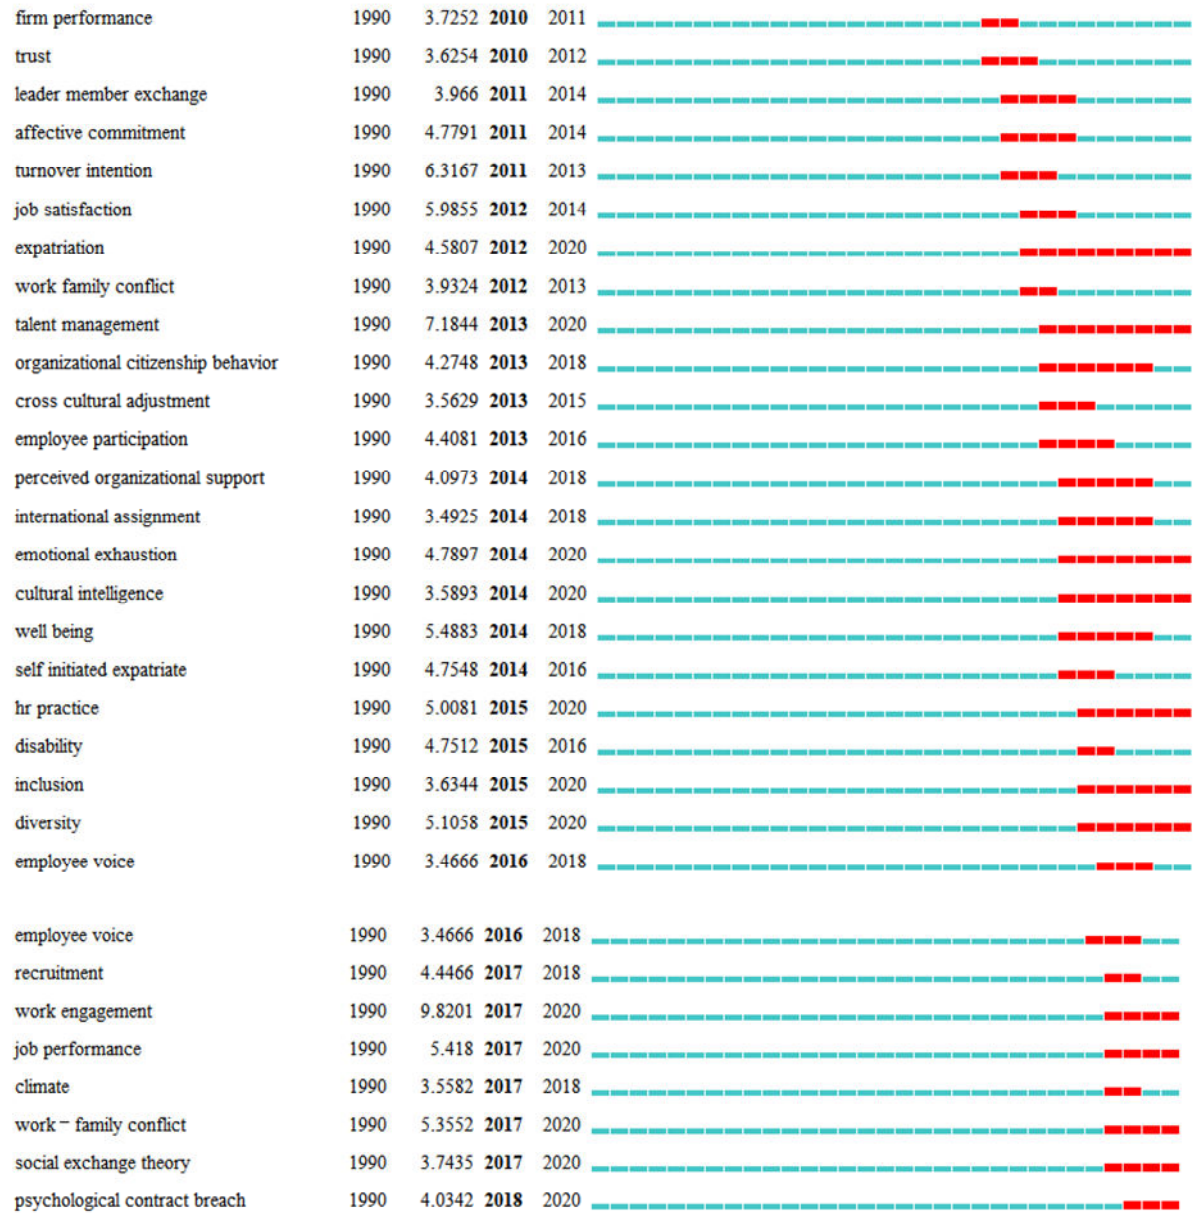 firm performance 1990 3.7252 2010 2011
trust 1990 3.6254 2010 2012
leader member exchange 1990 3.966 2011 2014
affective commitment 1990 4.7791 2011 2014
turnover intention 1990 6.3167 2011 2013
job satisfaction 1990 5.9855 2012 2014
expatriation 1990 4.5807 2012 2020
work family conflict 1990 3.9324 2012 2013
talent management 1990 7.1844 2013 2020
organizational citizenship behavior 1990 4.2748 2013 2018
cross cultural adjustment 1990 3.5629 2013 2015
employee participation 1990 4.4081 2013 2016
perceived organizational support 1990 4.0973 2014 2018
international assignment 1990 3.4925 2014 2018
emotional exhaustion 1990 4.7897 2014 2020
cultural intelligence 1990 3.5893 2014 2020
well being 1990 5.4883 2014 2018
self initiated expatriate 1990 4.7548 2014 2016
hr practice 1990 5.0081 2015 2020
disability 1990 4.7512 2015 2016
inclusion 1990 3.6344 2015 2020
diversity 1990 5.1058 2015 2020
employee voice 1990 3.4666 2016 2018
employee voice 1990 3.4666 2016 2018
recruitment 1990 4.4466 2017 2018
work engagement 1990 9.8201 2017 2020
job performance 1990 5.418 2017 2020
climate 1990 3.5582 2017 2018
work－family conflict 1990 5.3552 2017 2020
social exchange theory 1990 3.7435 2017 2020
psychological contract breach 1990 4.0342 2018 2020